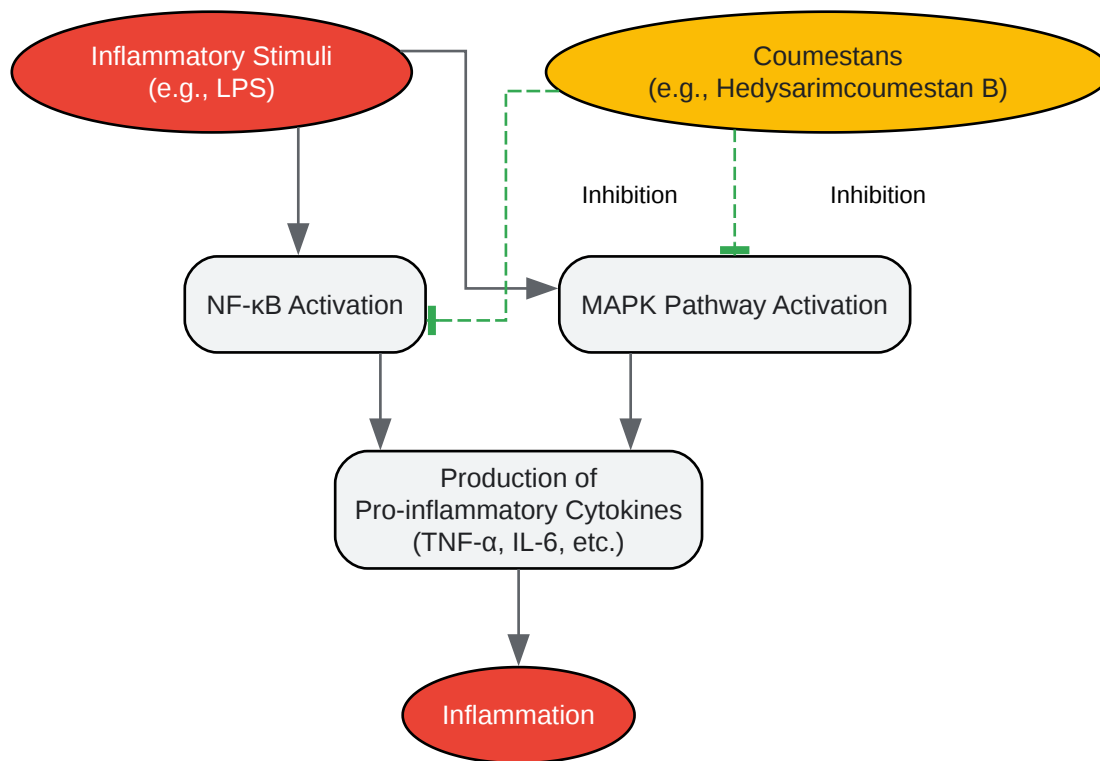 Inflammatory Stimuli
(e.g., LPS)
Coumestans
(e.g., Hedysarimcoumestan B)
Inhibition
Inhibition
NF-κB Activation
MAPK Pathway Activation
Production of
Pro-inflammatory Cytokines
(TNF-α, IL-6, etc.)
Inflammation